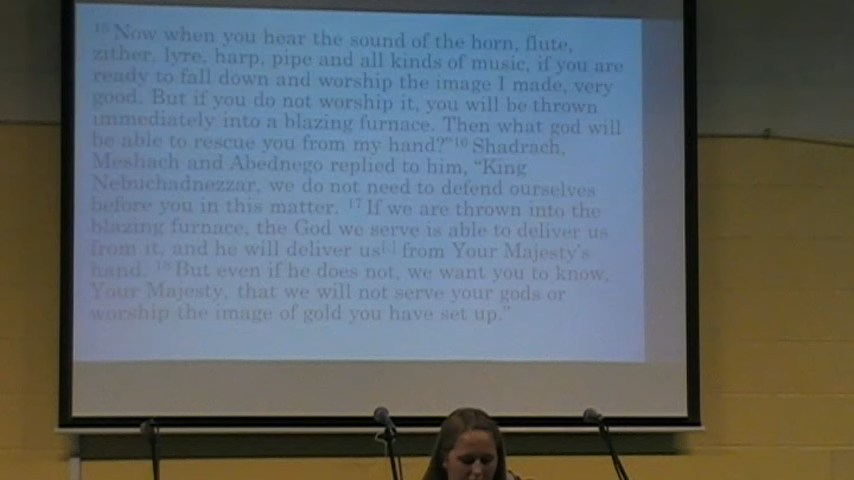 15 Now when you hear the sound of the horn, flute,
zither, lyre, harp, pipe and all kinds of music, if you are
ready to fall down and worship the image I made, very
good. But if you do not worship it, you will be thrown
immediately into a blazing furnace. Then what god will
be able to rescue you from my hand?" 16 Shadrach,
Meshach and Abednego replied to him, "King
Nebuchadnezzar, we do not need to defend ourselves
before you in this matter. 17 If we are thrown into the
blazing furnace, the God we serve is able to deliver us
from it, and he will deliver us[c] from Your Majesty's
hand. 18 But even if he does not, we want you to know,
Your Majesty, that we will not serve your gods or
worship the image of gold you have set up."